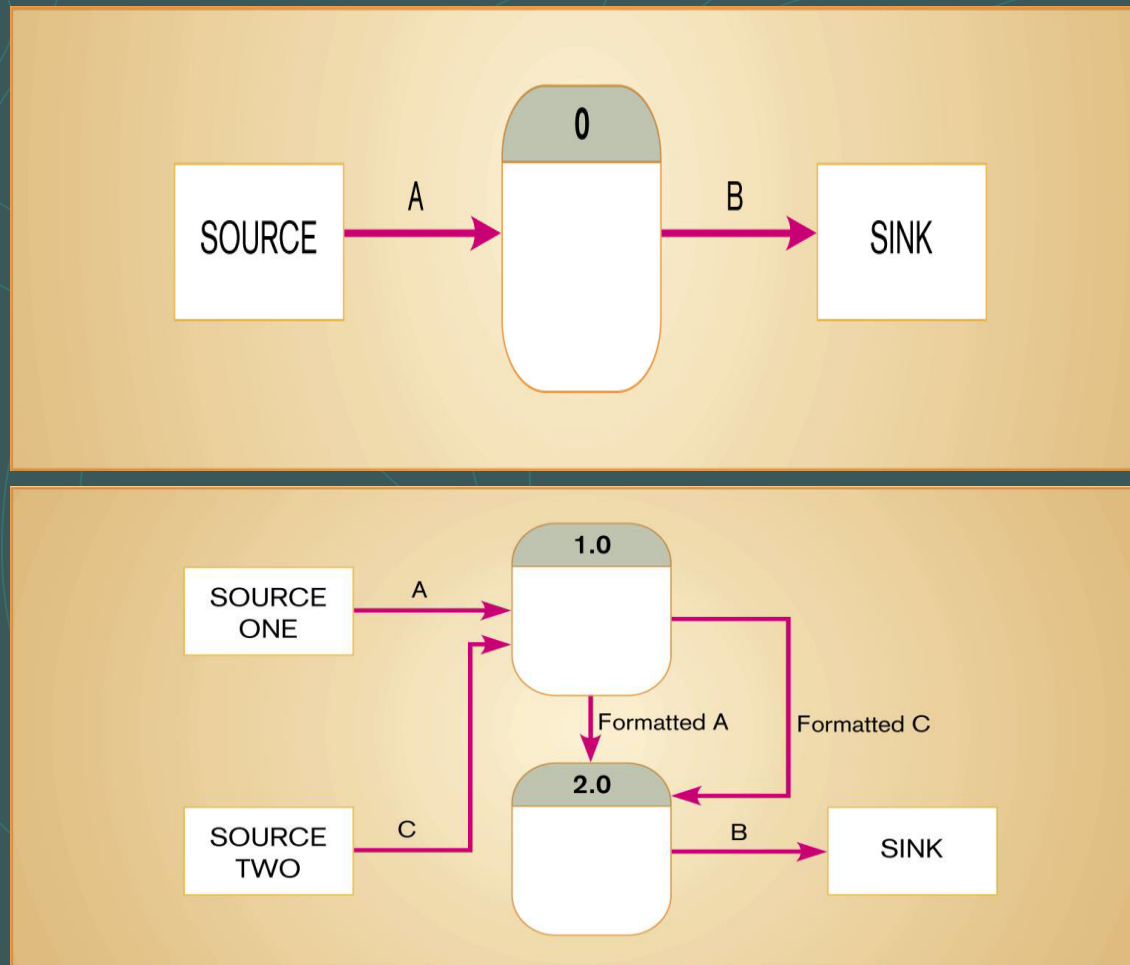 0
A
B
SOURCE
SINK
1.0
A
SOURCE
ONE
Formatted A
Formatted C
2.0
C
B
SOURCE
TWO
SINK